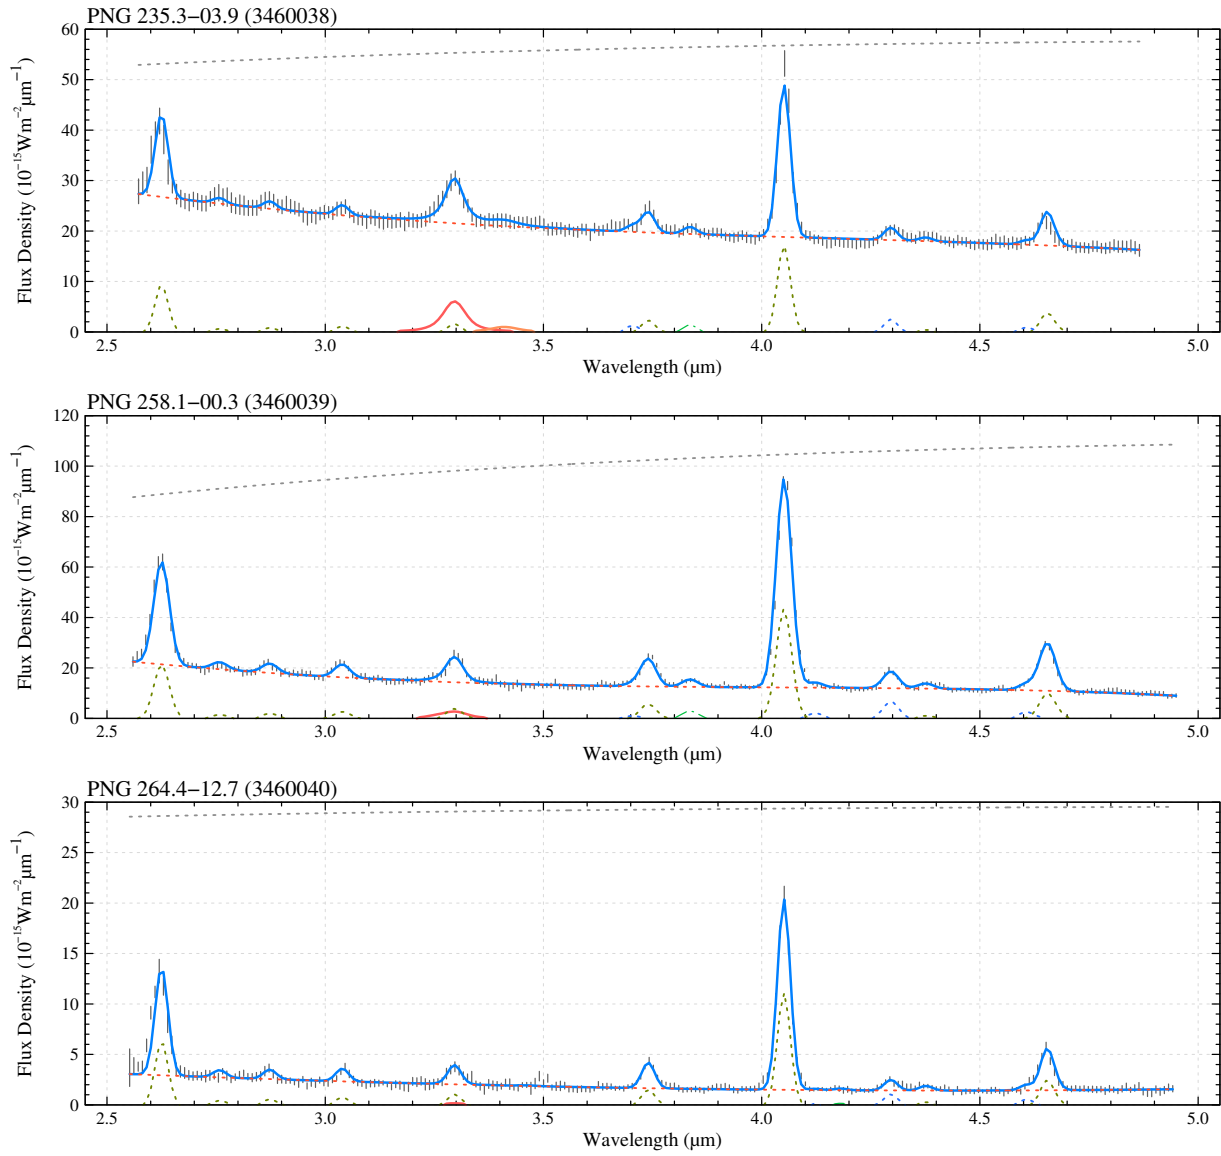 PNG 235.3−03.9 (3460038)
Flux Density (10⁻¹⁵Wm⁻²μm⁻¹)
60
50
40
30
20
10
0
2.5 3.0 3.5 4.0 4.5 5.0
Wavelength (μm)
PNG 258.1−00.3 (3460039)
Flux Density (10⁻¹⁵Wm⁻²μm⁻¹)
120
100
80
60
40
20
0
2.5 3.0 3.5 4.0 4.5 5.0
Wavelength (μm)
PNG 264.4−12.7 (3460040)
Flux Density (10⁻¹⁵Wm⁻²μm⁻¹)
30
25
20
15
10
5
0
2.5 3.0 3.5 4.0 4.5 5.0
Wavelength (μm)